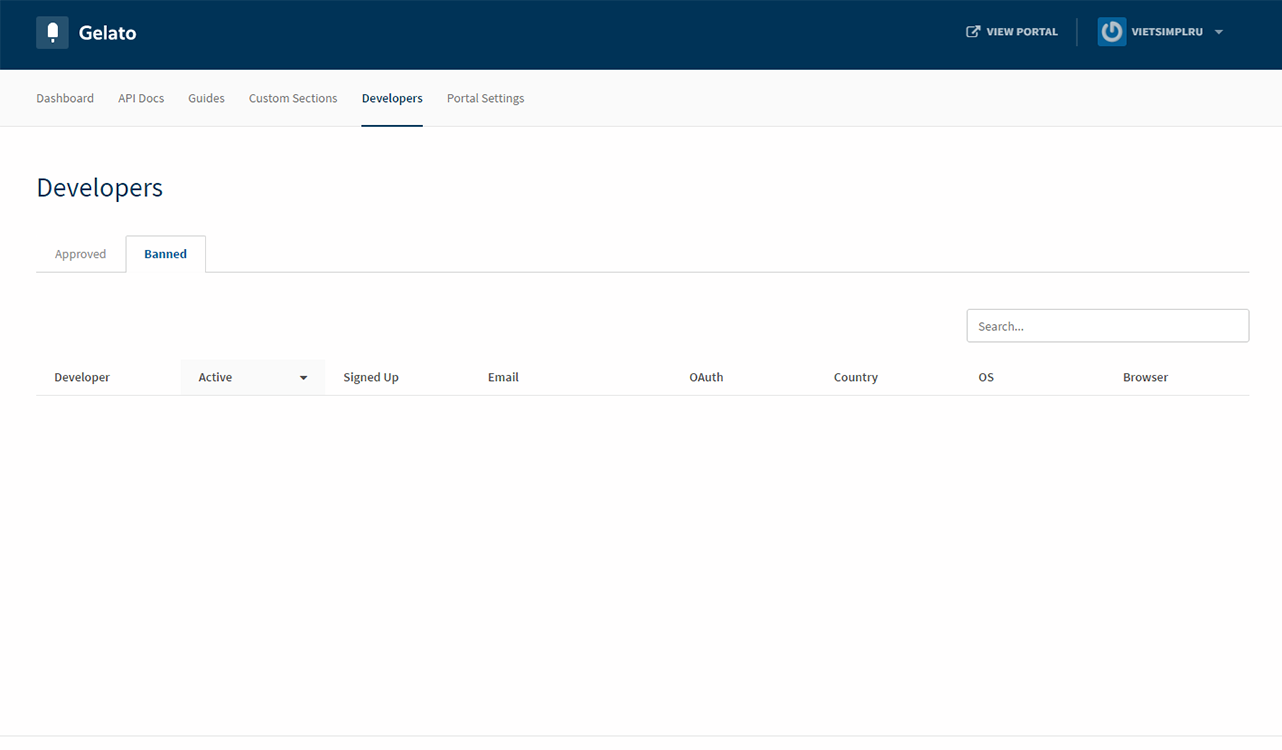 Gelato
VIEW PORTAL
VIETSIMPLRU
Dashboard API Docs Guides Custom Sections Developers Portal Settings
Developers
Approved Banned
Search...
Developer Active Signed Up Email OAuth Country OS Browser